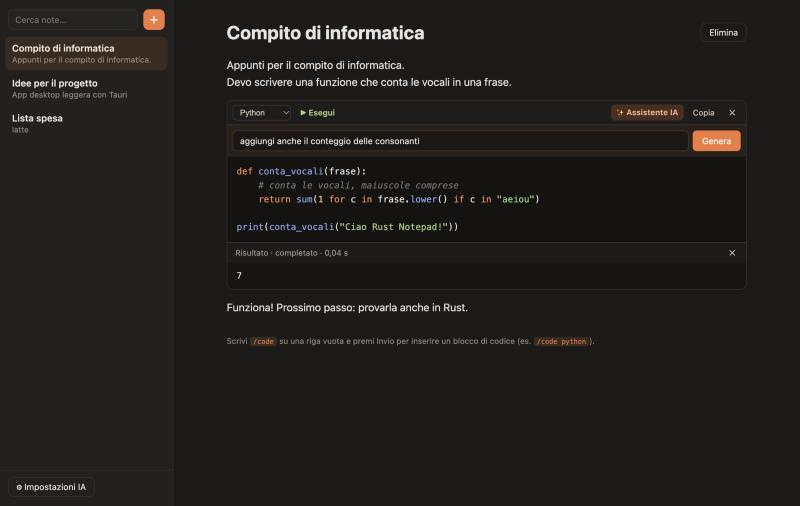 Cerca note...
+
Compito di informatica
Appunti per il compito di informatica.
Idee per il progetto
App desktop leggera con Tauri
Lista spesa
latte
⚙ Impostazioni IA
Compito di informatica
Elimina
Appunti per il compito di informatica.
Devo scrivere una funzione che conta le vocali in una frase.
Python ▶ Esegui ✨ Assistente IA Copia ✕
aggiungi anche il conteggio delle consonanti Genera
def conta_vocali(frase):
    # conta le vocali, maiuscole comprese
    return sum(1 for c in frase.lower() if c in "aeiou")
print(conta_vocali("Ciao Rust Notepad!"))
Risultato · completato · 0,04 s ✕
7
Funziona! Prossimo passo: provarla anche in Rust.
Scrivi /code su una riga vuota e premi Invio per inserire un blocco di codice (es. /code python ).